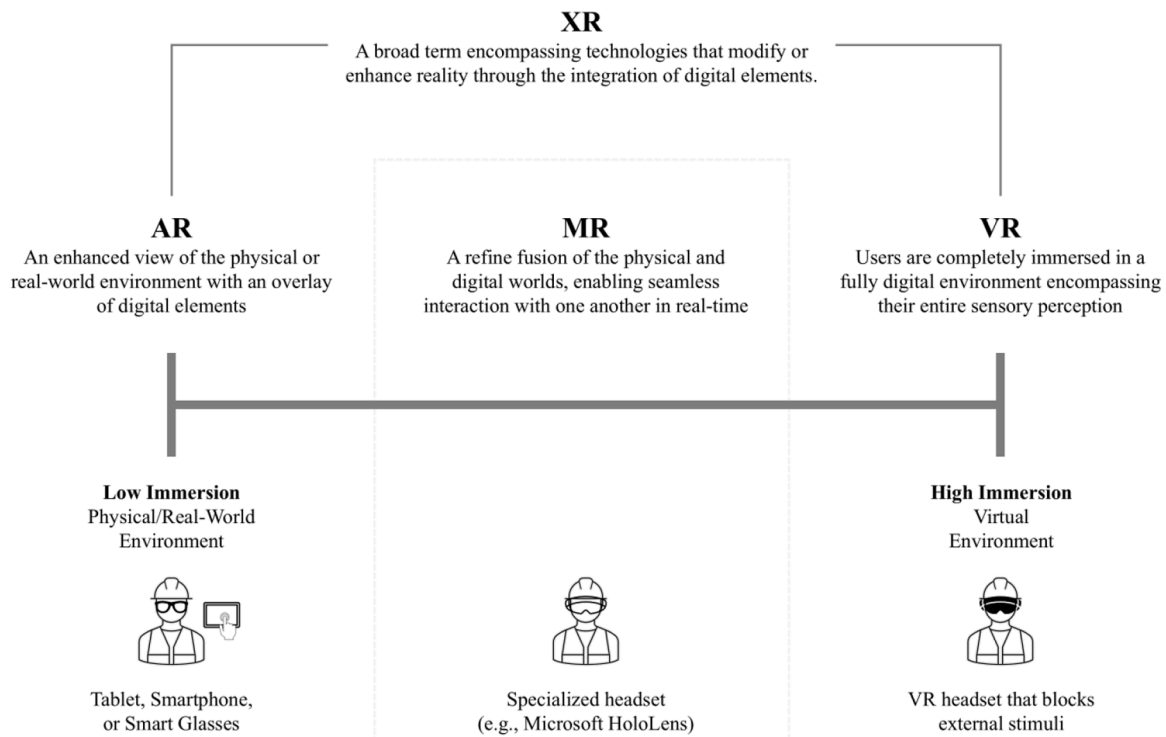 XR
A broad term encompassing technologies that modify or
enhance reality through the integration of digital elements.
AR
An enhanced view of the physical or
real-world environment with an overlay
of digital elements
MR
A refine fusion of the physical and
digital worlds, enabling seamless
interaction with one another in real-time
VR
Users are completely immersed in a
fully digital environment encompassing
their entire sensory perception
Low Immersion
Physical/Real-World
Environment
High Immersion
Virtual
Environment
Tablet, Smartphone,
or Smart Glasses
Specialized headset
(e.g., Microsoft HoloLens)
VR headset that blocks
external stimuli